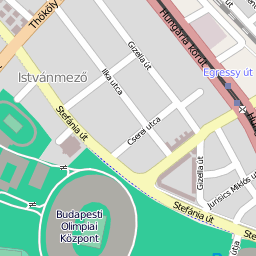 Thököly
Hungária körút
Gizella út
Egressy út
Istvánmező
Ilka utca
Stefánia út
Cserei utca
Gizella út
Jurisics Miklós
Stefánia út
Budapesti
Olimpiai
Központ